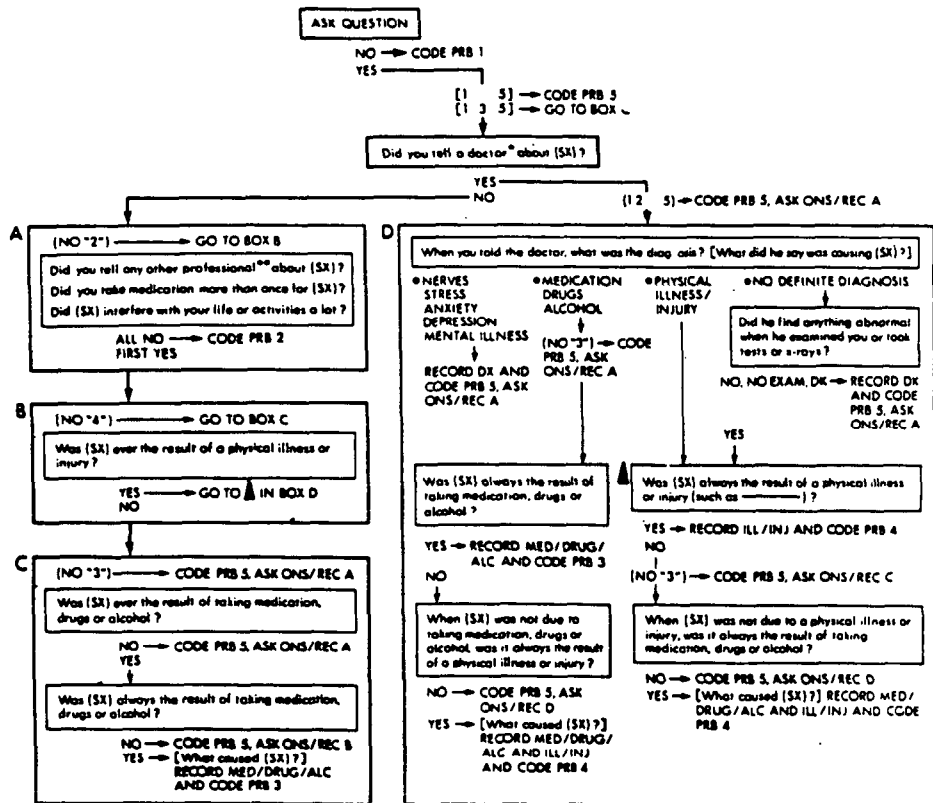 ASK QUESTION
NO → CODE PRB 1
YES
[1 5] → CODE PRB 5
[1 3 5] → GO TO BOX
Did you tell a doctor* about (SX)?
YES
NO
(1 2 5) → CODE PRB 5, ASK ONS/REC A
A
(NO "2") → GO TO BOX B
Did you tell any other professional** about (SX)?
Did you take medication more than once for (SX)?
Did (SX) interfere with your life or activities a lot?
ALL NO → CODE PRB 2
FIRST YES
B
(NO "4") → GO TO BOX C
Was (SX) ever the result of a physical illness or
injury?
YES → GO TO ▲ IN BOX D
NO
C
(NO "3") → CODE PRB 5, ASK ONS/REC A
Was (SX) ever the result of taking medication,
drugs or alcohol?
NO → CODE PRB 5, ASK ONS/REC A
YES
Was (SX) always the result of taking medication,
drugs or alcohol?
NO → CODE PRB 5, ASK ONS/REC B
YES → [What caused (SX)?]
RECORD MED/DRUG/ALC
AND CODE PRB 3
D
When you told the doctor, what was the diag osis? [What did he say was causing (SX)?]
•NERVES
STRESS
ANXIETY
DEPRESSION
MENTAL ILLNESS
RECORD DX AND
CODE PRB 5, ASK
ONS/REC A
•MEDICATION
DRUGS
ALCOHOL
(NO "3") → CODE
PRB 5, ASK
ONS/REC A
•PHYSICAL
ILLNESS/
INJURY
•NO DEFINITE DIAGNOSIS
Did he find anything abnormal
when he examined you or took
tests or x-rays?
NO, NO EXAM, DK → RECORD DX
AND CODE
PRB 5, ASK
ONS/REC A
YES
Was (SX) always the result of
taking medication, drugs or
alcohol?
YES → RECORD MED/DRUG/
ALC AND CODE PRB 3
NO
When (SX) was not due to
taking medication, drugs or
alcohol, was it always the result
of a physical illness or injury?
NO → CODE PRB 5, ASK
ONS/REC D
YES → [What caused (SX)?]
RECORD MED/DRUG/
ALC AND ILL/INJ
AND CODE PRB 4
▲
Was (SX) always the result of a physical illness
or injury (such as ————)?
YES → RECORD ILL/INJ AND CODE PRB 4
NO
(NO "3") → CODE PRB 5, ASK ONS/REC C
When (SX) was not due to a physical illness or
injury, was it always the result of taking
medication, drugs or alcohol?
NO → CODE PRB 5, ASK ONS/REC D
YES → [What caused (SX)?] RECORD MED/
DRUG/ALC AND ILL/INJ AND CODE
PRB 4